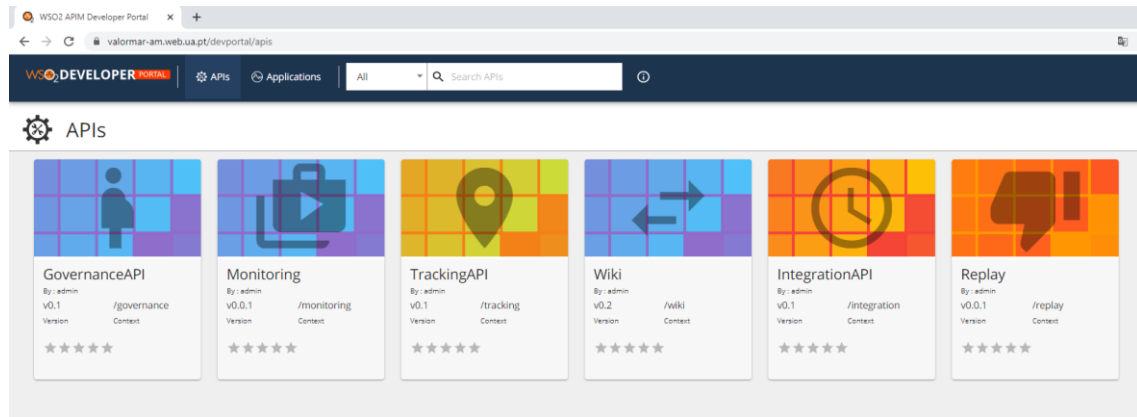 WSO2 APIM Developer Portal
valormar-am.web.ua.pt/devportal/apis
WSO2 DEVELOPER PORTAL APIs Applications All Search APIs
APIs
GovernanceAPI
By : admin
v0.1 /governance
Version Context
Monitoring
By : admin
v0.0.1 /monitoring
Version Context
TrackingAPI
By : admin
v0.1 /tracking
Version Context
Wiki
By : admin
v0.2 /wiki
Version Context
IntegrationAPI
By : admin
v0.1 /integration
Version Context
Replay
By : admin
v0.0.1 /replay
Version Context